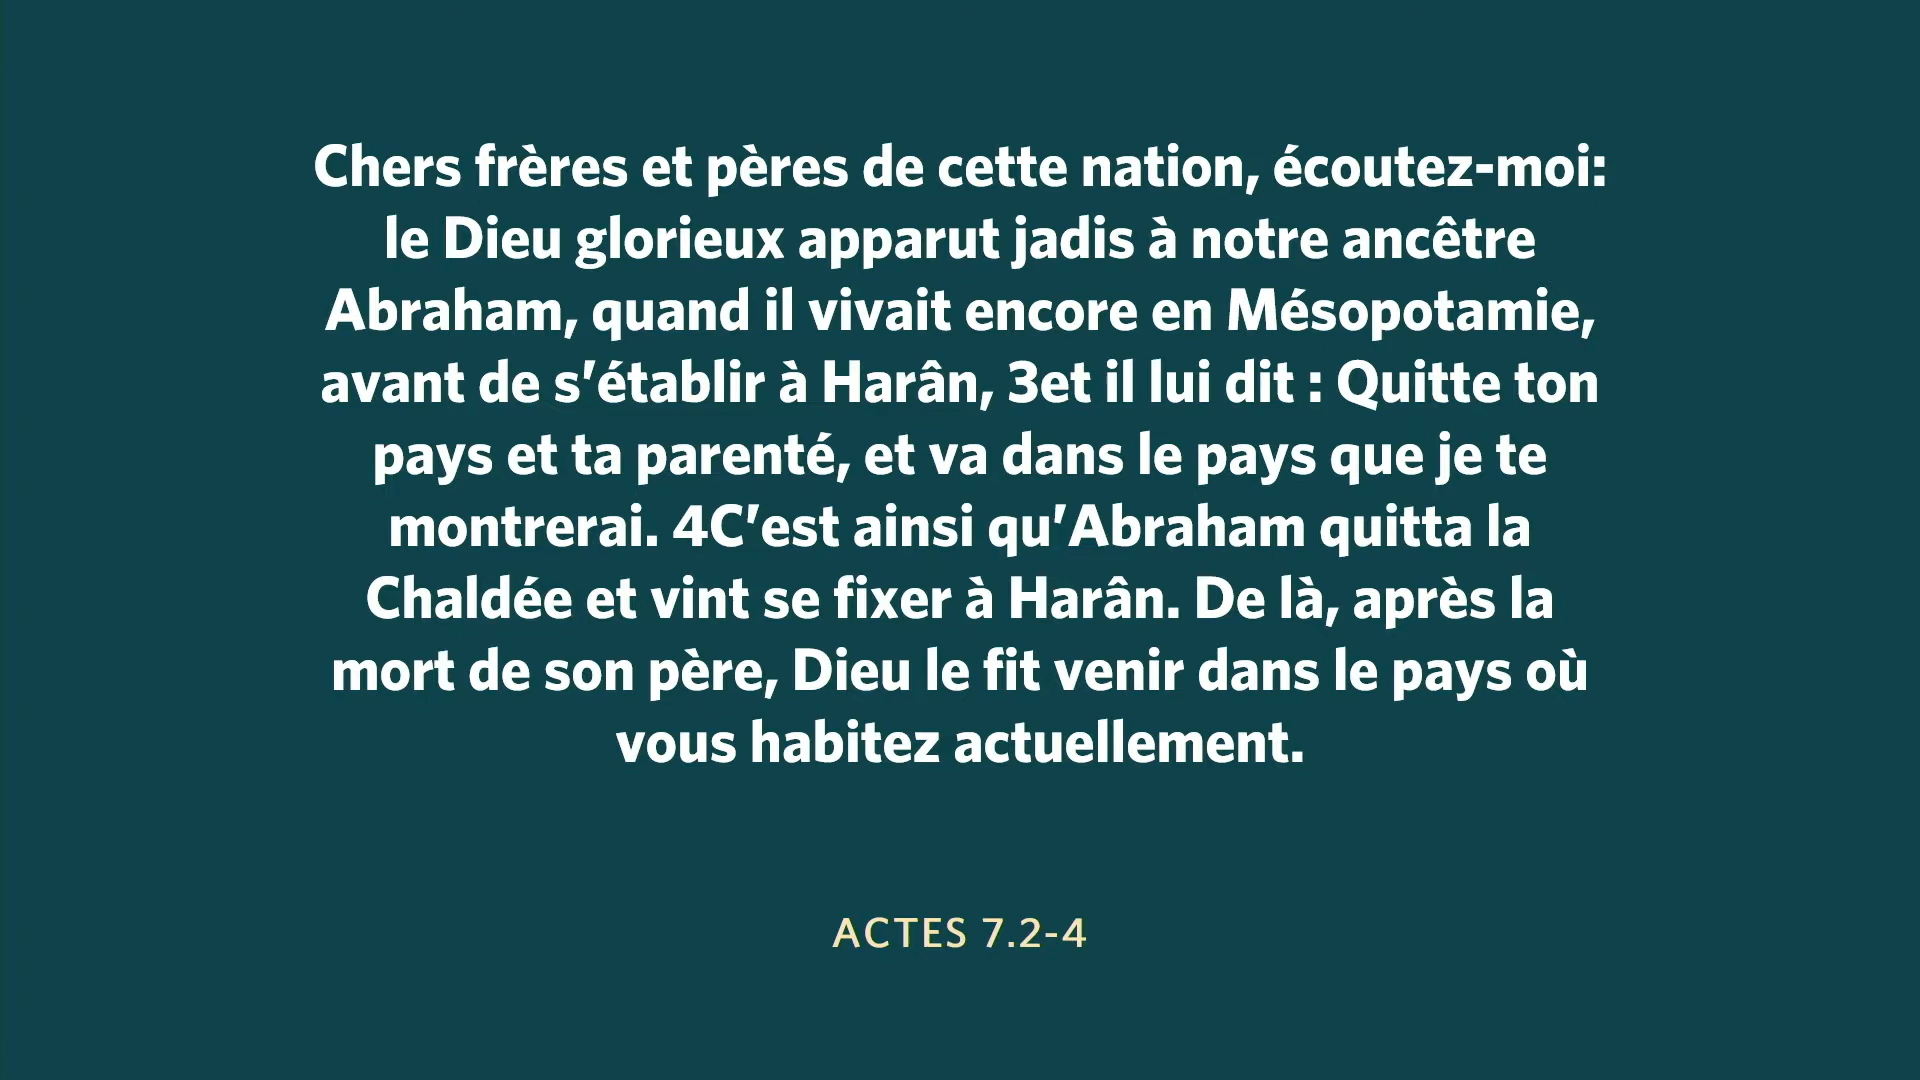 Chers frères et pères de cette nation, écoutez-moi:
le Dieu glorieux apparut jadis à notre ancêtre
Abraham, quand il vivait encore en Mésopotamie,
avant de s’établir à Harân, 3et il lui dit : Quitte ton
pays et ta parenté, et va dans le pays que je te
montrerai. 4C’est ainsi qu’Abraham quitta la
Chaldée et vint se fixer à Harân. De là, après la
mort de son père, Dieu le fit venir dans le pays où
vous habitez actuellement.
ACTES 7.2-4